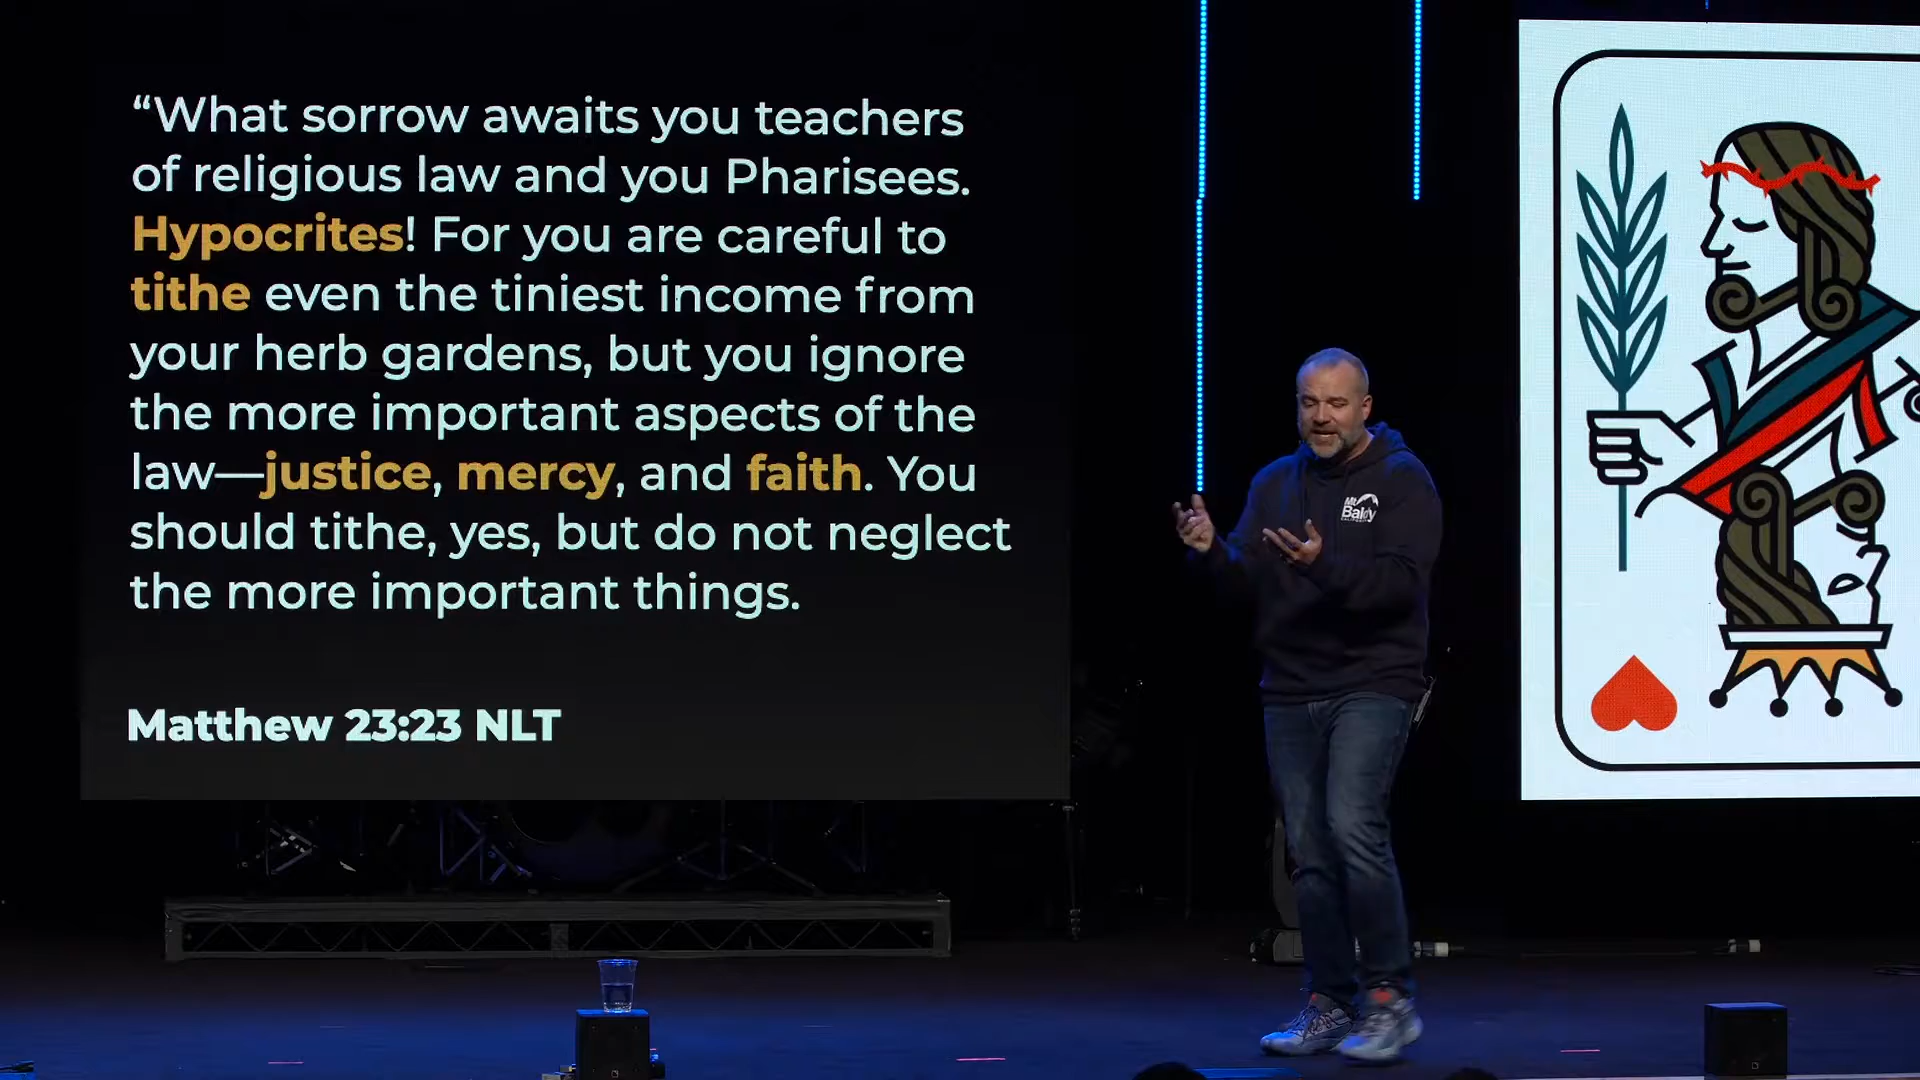 “What sorrow awaits you teachers
of religious law and you Pharisees.
Hypocrites! For you are careful to
tithe even the tiniest income from
your herb gardens, but you ignore
the more important aspects of the
law—justice, mercy, and faith. You
should tithe, yes, but do not neglect
the more important things.
Matthew 23:23 NLT
Mt
Baldy